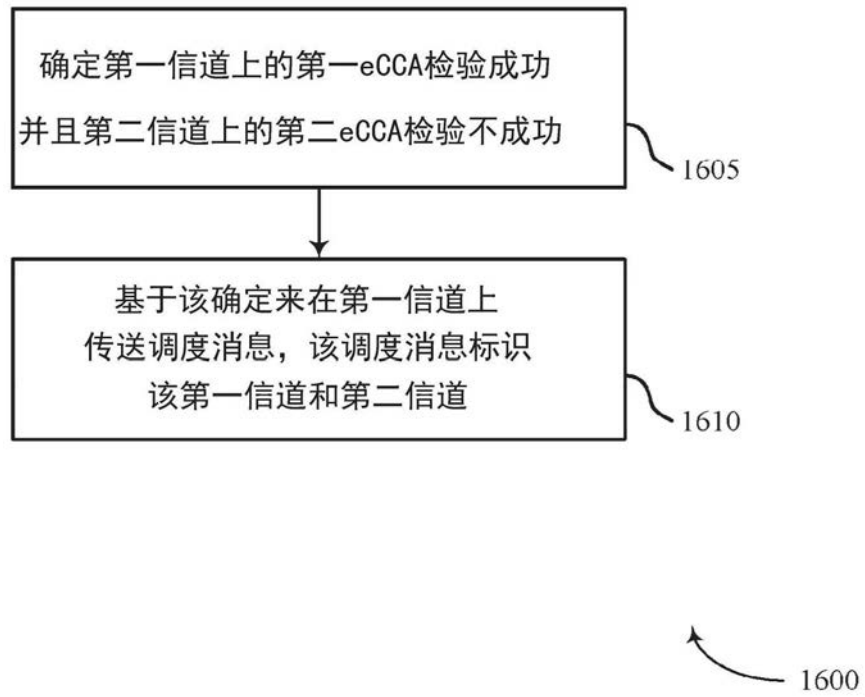 确定第一信道上的第一eCCA检验成功
并且第二信道上的第二eCCA检验不成功
1605
基于该确定来在第一信道上
传送调度消息，该调度消息标识
该第一信道和第二信道
1610
1600